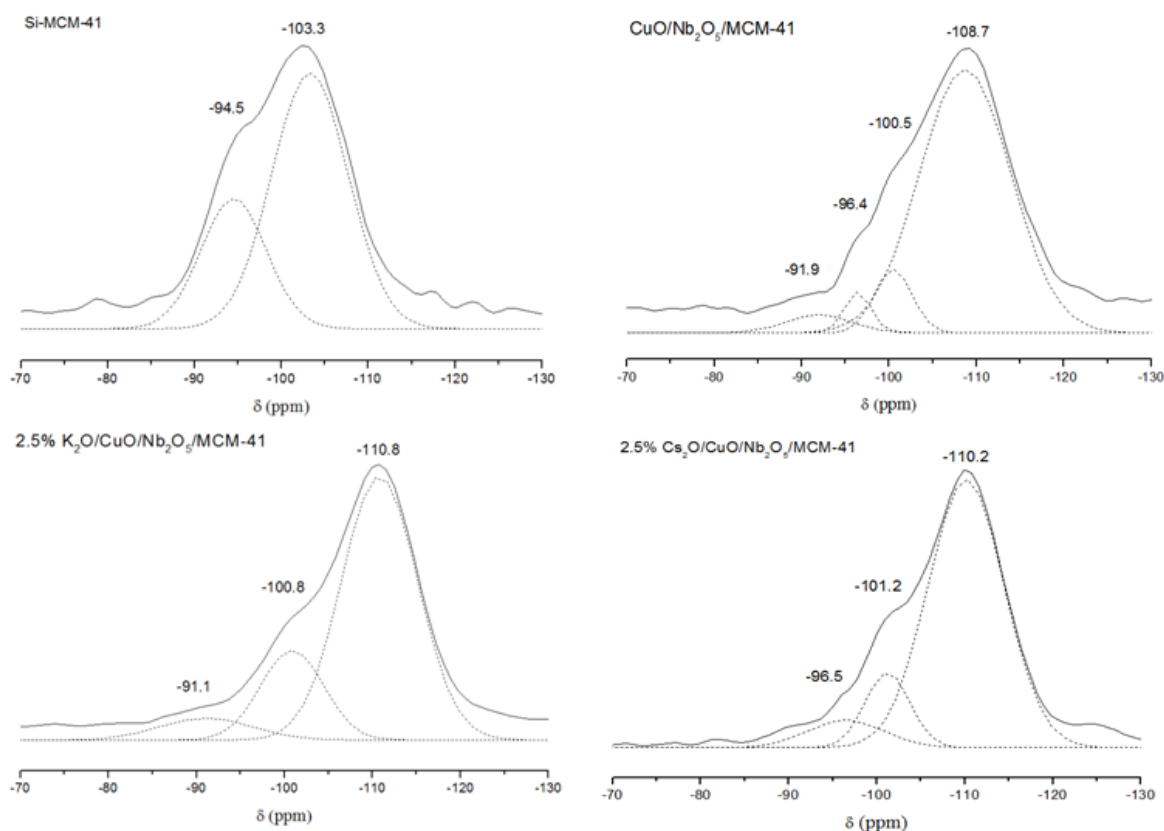 Si-MCM-41
-103.3
-94.5
-70 -80 -90 -100 -110 -120 -130
δ (ppm)
CuO/Nb₂O₅/MCM-41
-108.7
-100.5
-96.4
-91.9
-70 -80 -90 -100 -110 -120 -130
δ (ppm)
2.5% K₂O/CuO/Nb₂O₅/MCM-41
-110.8
-100.8
-91.1
-70 -80 -90 -100 -110 -120 -130
δ (ppm)
2.5% Cs₂O/CuO/Nb₂O₅/MCM-41
-110.2
-101.2
-96.5
-70 -80 -90 -100 -110 -120 -130
δ (ppm)